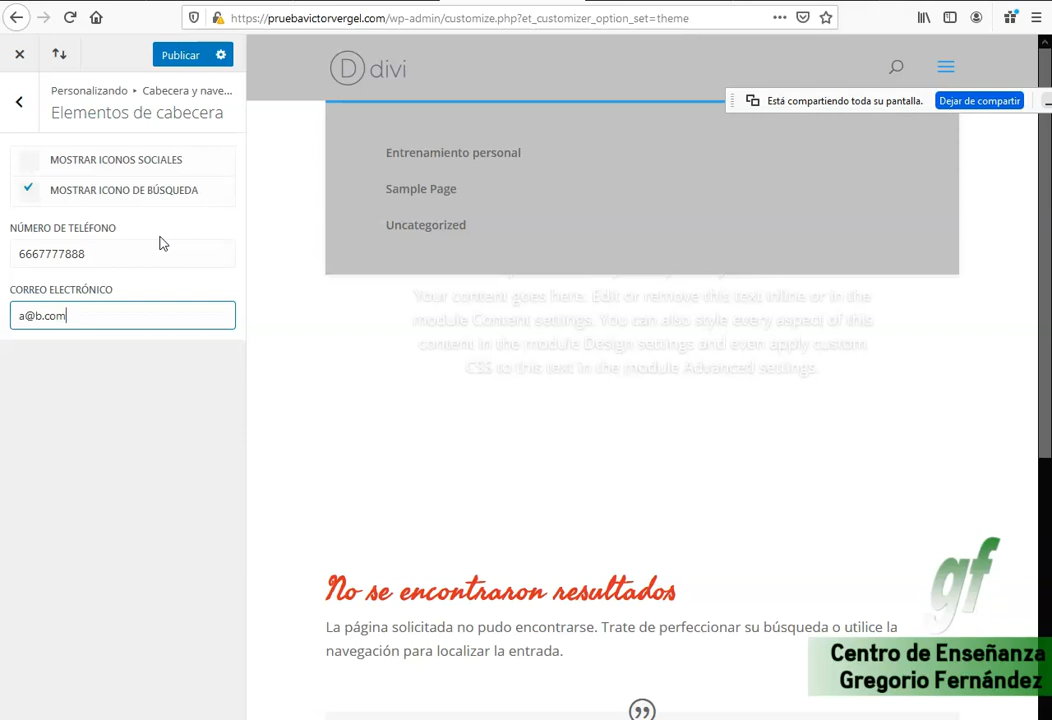 https://pruebavictorvergel.com/wp-admin/customize.php?et_customizer_option_set=theme
Publicar
Personalizando ▸ Cabecera y nave...
Elementos de cabecera
MOSTRAR ICONOS SOCIALES
MOSTRAR ICONO DE BÚSQUEDA
NÚMERO DE TELÉFONO
6667777888
CORREO ELECTRÓNICO
a@b.com
D divi
Está compartiendo toda su pantalla.
Dejar de compartir
Entrenamiento personal
Sample Page
Uncategorized
Your content goes here. Edit or remove this text inline or in the
module Content settings. You can also style every aspect of this
content in the module Design settings and even apply custom
CSS to this text in the module Advanced settings.
No se encontraron resultados
La página solicitada no pudo encontrarse. Trate de perfeccionar su búsqueda o utilice la
navegación para localizar la entrada.
gf
Centro de Enseñanza
Gregorio Fernández